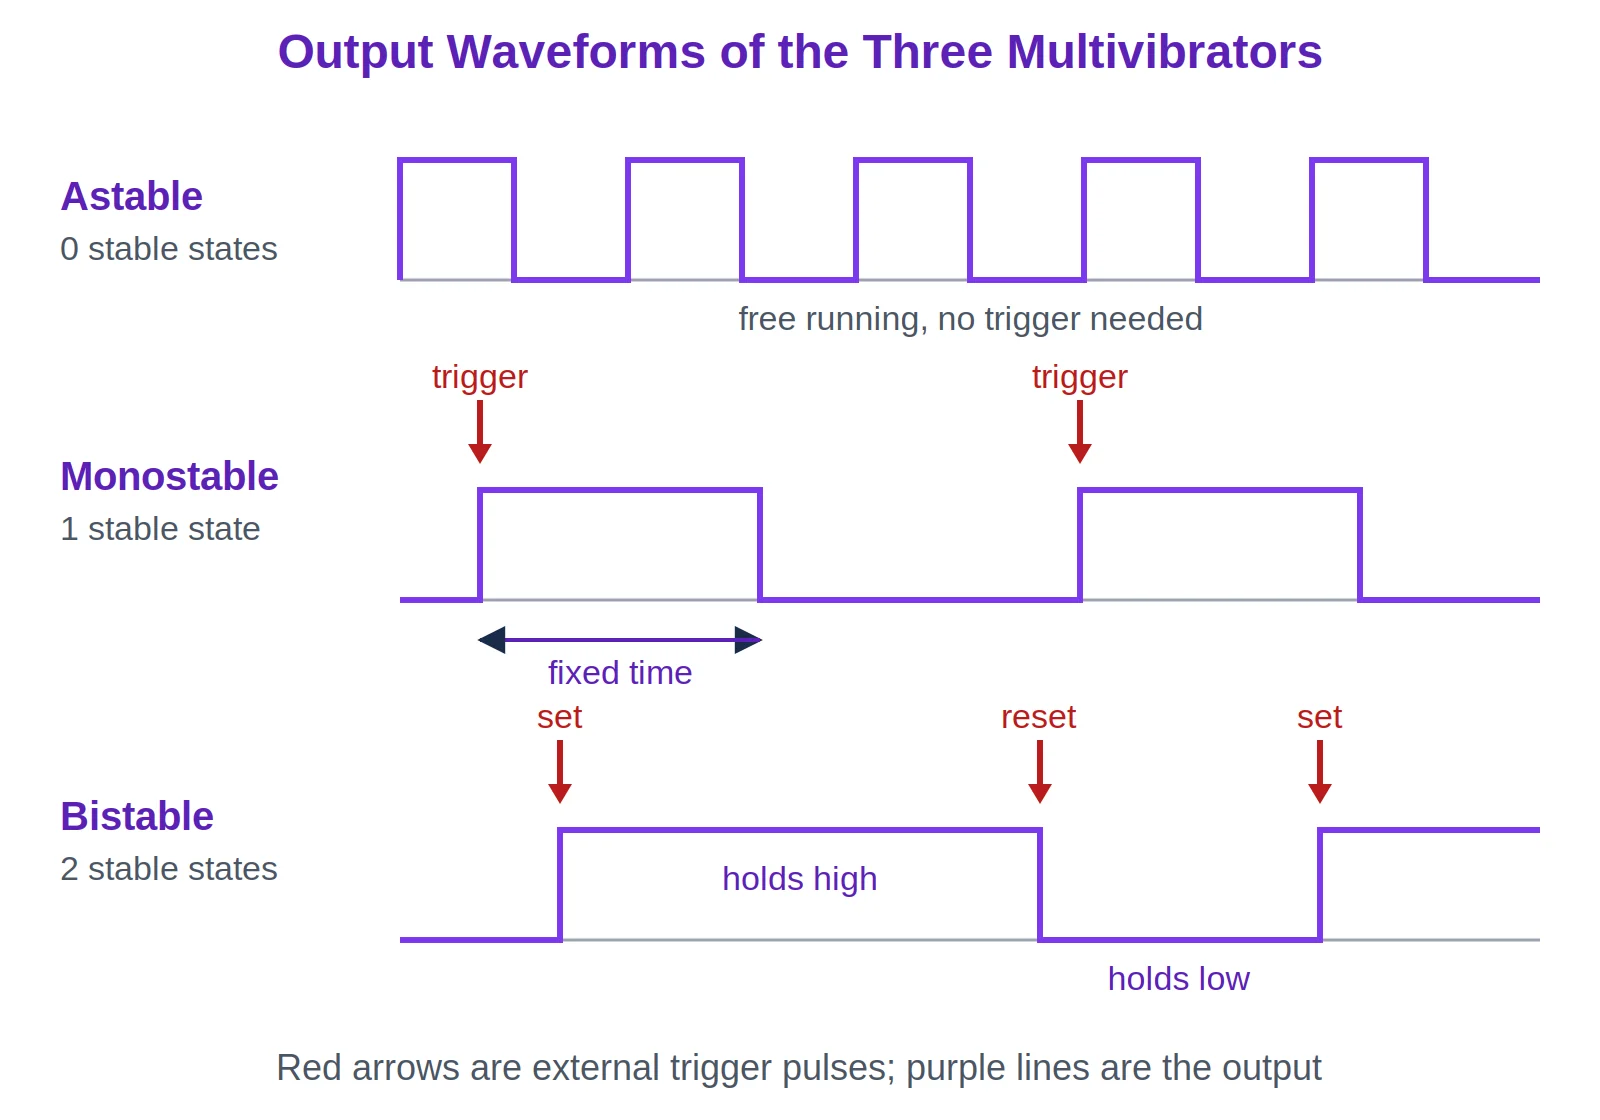 Output Waveforms of the Three Multivibrators
Astable
0 stable states
free running, no trigger needed
trigger
trigger
Monostable
1 stable state
fixed time
set
reset
set
Bistable
2 stable states
holds high
holds low
Red arrows are external trigger pulses; purple lines are the output